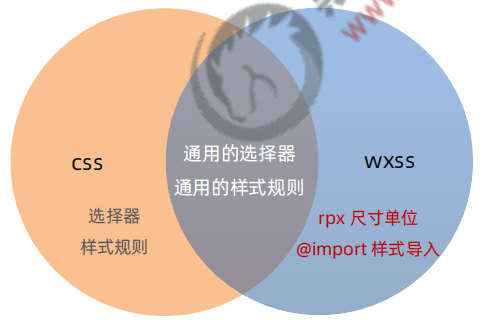 css
选择器
样式规则
通用的选择器
通用的样式规则
wxss
rpx 尺寸单位
@import 样式导入
www